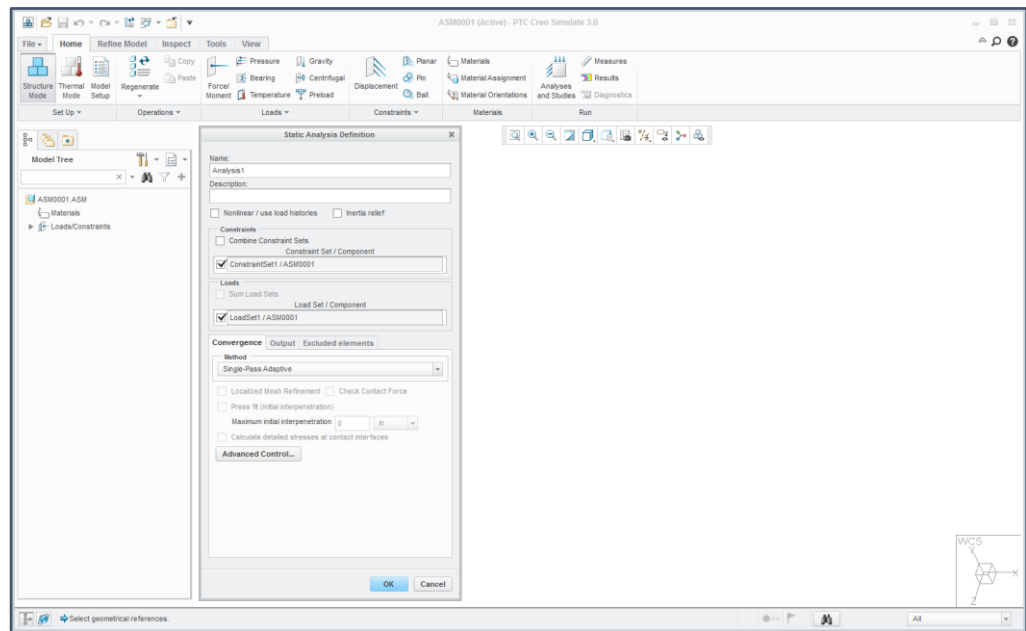 ASM0001 (Active) - PTC Creo Simulate 3.0
File Home Refine Model Inspect Tools View
Structure Mode
Thermal Mode
Model Setup
Regenerate
Copy
Paste
Force/ Moment
Pressure
Bearing
Temperature
Gravity
Centrifugal
Preload
Displacement
Planar
Pin
Ball
Materials
Material Assignment
Material Orientations
Analyses and Studies
Measures
Results
Diagnostics
Set Up Operations Loads Constraints Materials Run
Model Tree
ASM0001.ASM
Materials
Loads/Constraints
Static Analysis Definition
Name:
Analysis1
Description:
Nonlinear / use load histories Inertia relief
Constraints
Combine Constraint Sets
Constraint Set / Component
ConstraintSet1 / ASM0001
Loads
Sum Load Sets
Load Set / Component
LoadSet1 / ASM0001
Convergence Output Excluded elements
Method
Single-Pass Adaptive
Localized Mesh Refinement Check Contact Force
Press fit (initial interpenetration)
Maximum initial interpenetration 0 in
Calculate detailed stresses at contact interfaces
Advanced Control...
OK Cancel
WCS
Y
X
Z
Select geometrical references.
All